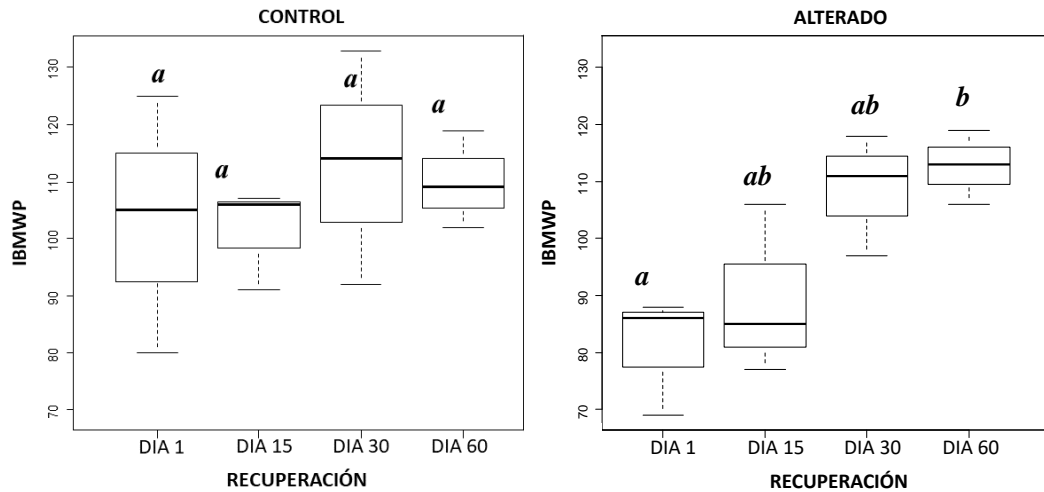 CONTROL
130
120
110
100
90
80
70
IBMWP
a
a
a
a
DIA 1
DIA 15
DIA 30
DIA 60
RECUPERACIÓN
ALTERADO
130
120
110
100
90
80
70
IBMWP
a
ab
ab
b
DIA 1
DIA 15
DIA 30
DIA 60
RECUPERACIÓN